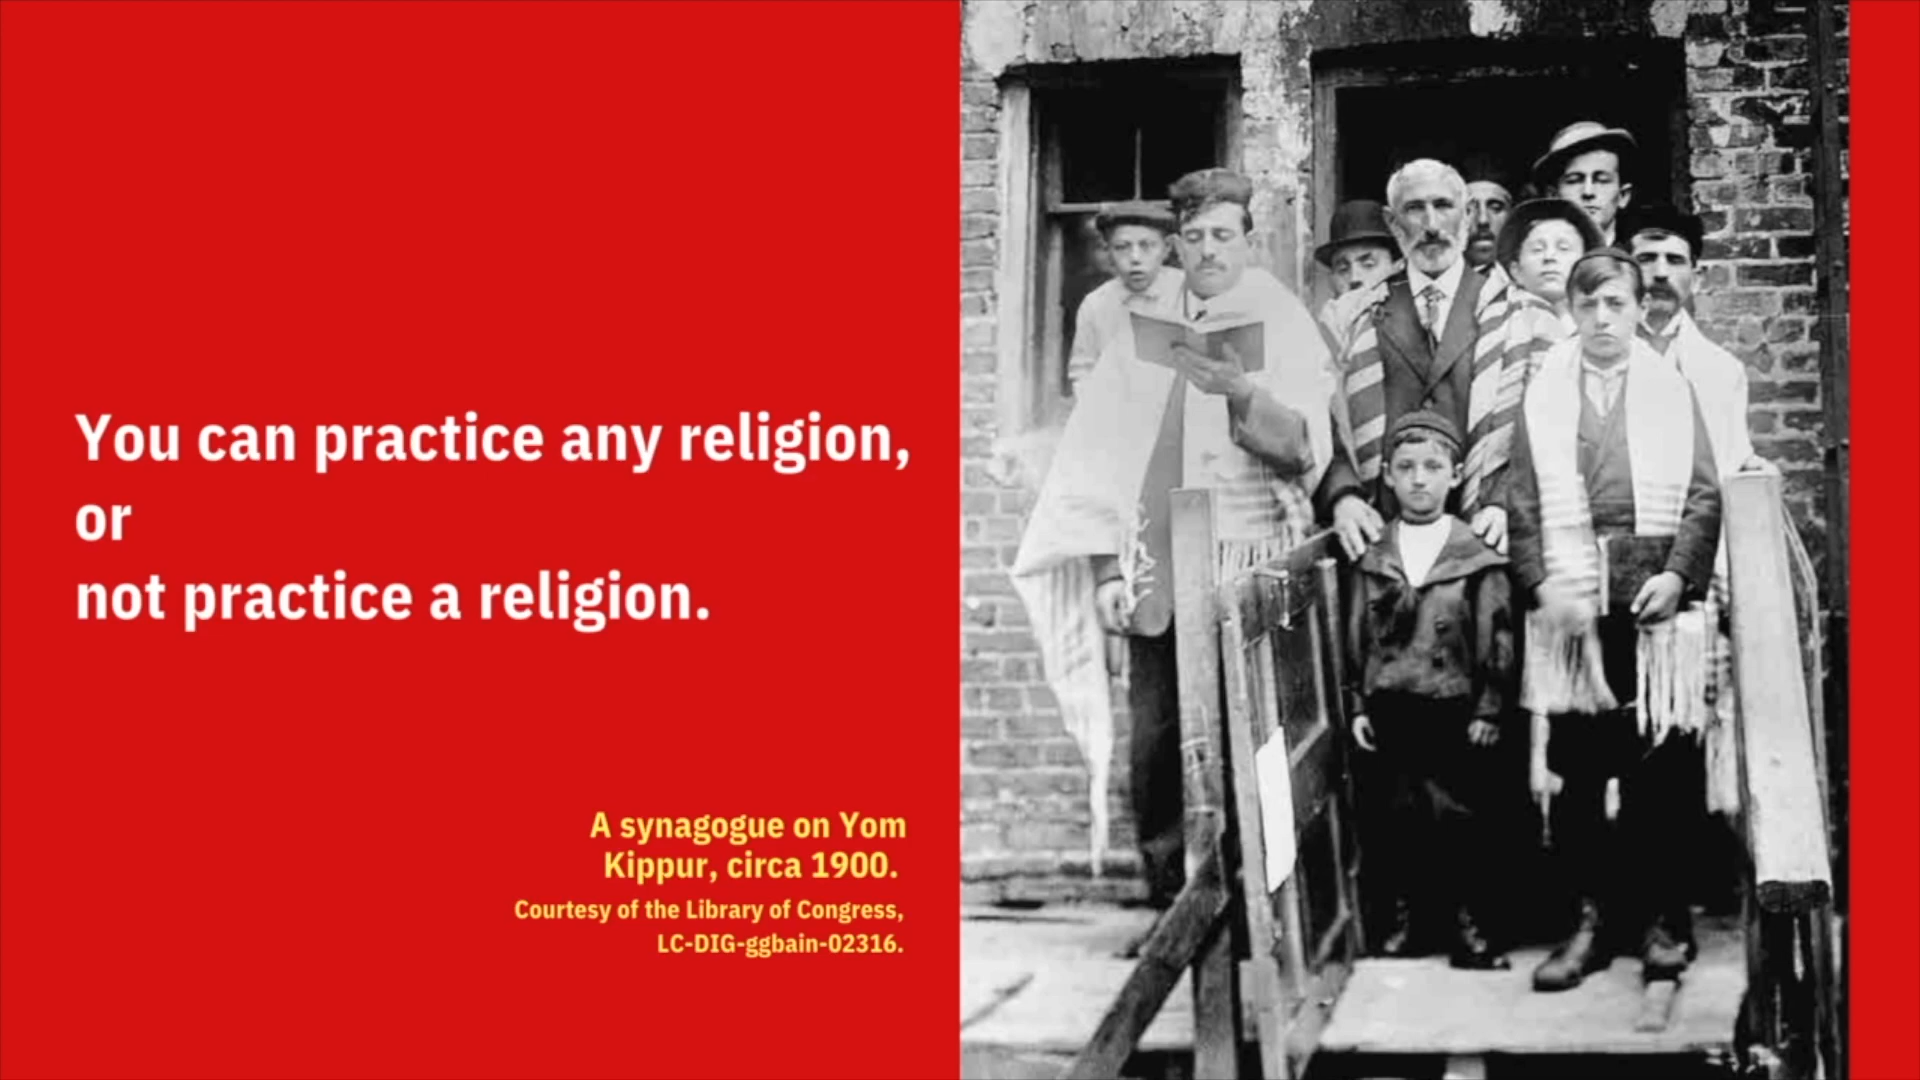 You can practice any religion,
or
not practice a religion.
A synagogue on Yom
Kippur, circa 1900.
Courtesy of the Library of Congress,
LC-DIG-ggbain-02316.